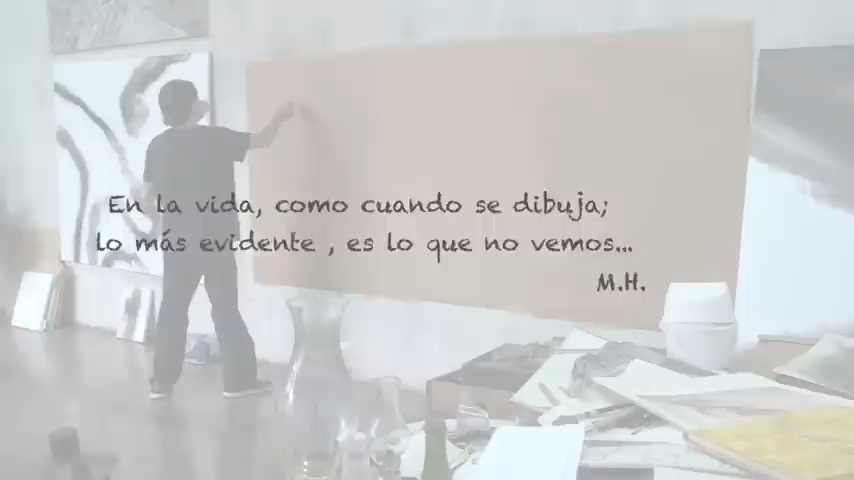 En la vida, como cuando se dibuja;
lo más evidente , es lo que no vemos...
M.H.